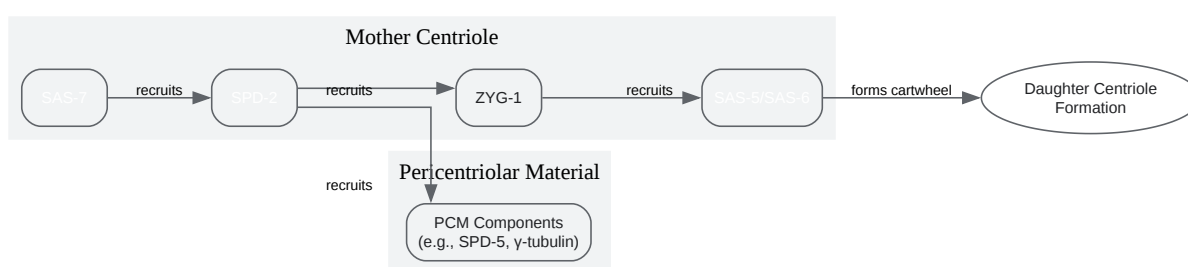 Mother Centriole
SAS-7
recruits
SPD-2
recruits
ZYG-1
recruits
SAS-5/SAS-6
forms cartwheel
Daughter Centriole
Formation
recruits
Pericentriolar Material
PCM Components
(e.g., SPD-5, γ-tubulin)